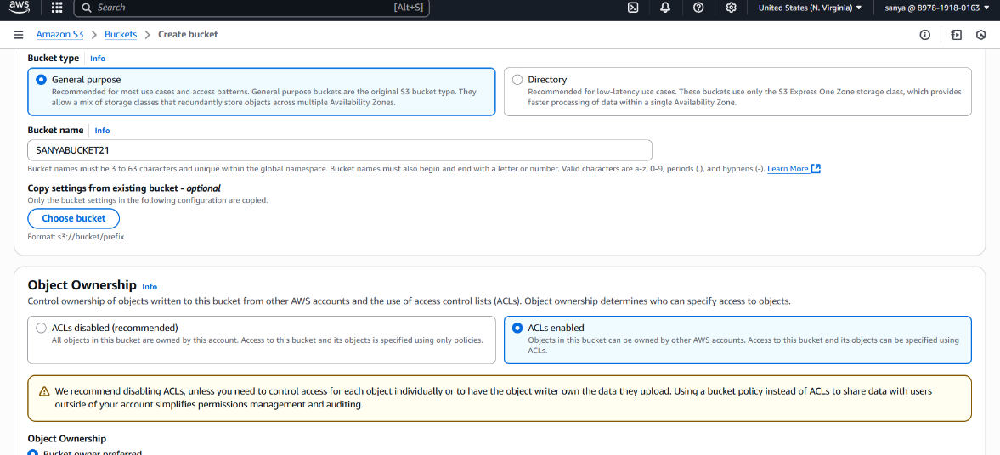 aws
Search [Alt+S] United States (N. Virginia) ▼ sanya @ 8978-1918-0163 ▼
Amazon S3 > Buckets > Create bucket
Bucket type Info
General purpose
Recommended for most use cases and access patterns. General purpose buckets are the original S3 bucket type. They
allow a mix of storage classes that redundantly store objects across multiple Availability Zones.
Directory
Recommended for low-latency use cases. These buckets use only the S3 Express One Zone storage class, which provides
faster processing of data within a single Availability Zone.
Bucket name Info
SANYABUCKET21
Bucket names must be 3 to 63 characters and unique within the global namespace. Bucket names must also begin and end with a letter or number. Valid characters are a-z, 0-9, periods (.), and hyphens (-). Learn More
Copy settings from existing bucket - optional
Only the bucket settings in the following configuration are copied.
Choose bucket
Format: s3://bucket/prefix
Object Ownership Info
Control ownership of objects written to this bucket from other AWS accounts and the use of access control lists (ACLs). Object ownership determines who can specify access to objects.
ACLs disabled (recommended)
All objects in this bucket are owned by this account. Access to this bucket and its objects is specified using only policies.
ACLs enabled
Objects in this bucket can be owned by other AWS accounts. Access to this bucket and its objects can be specified using
ACLs.
We recommend disabling ACLs, unless you need to control access for each object individually or to have the object writer own the data they upload. Using a bucket policy instead of ACLs to share data with users
outside of your account simplifies permissions management and auditing.
Object Ownership
Bucket owner preferred